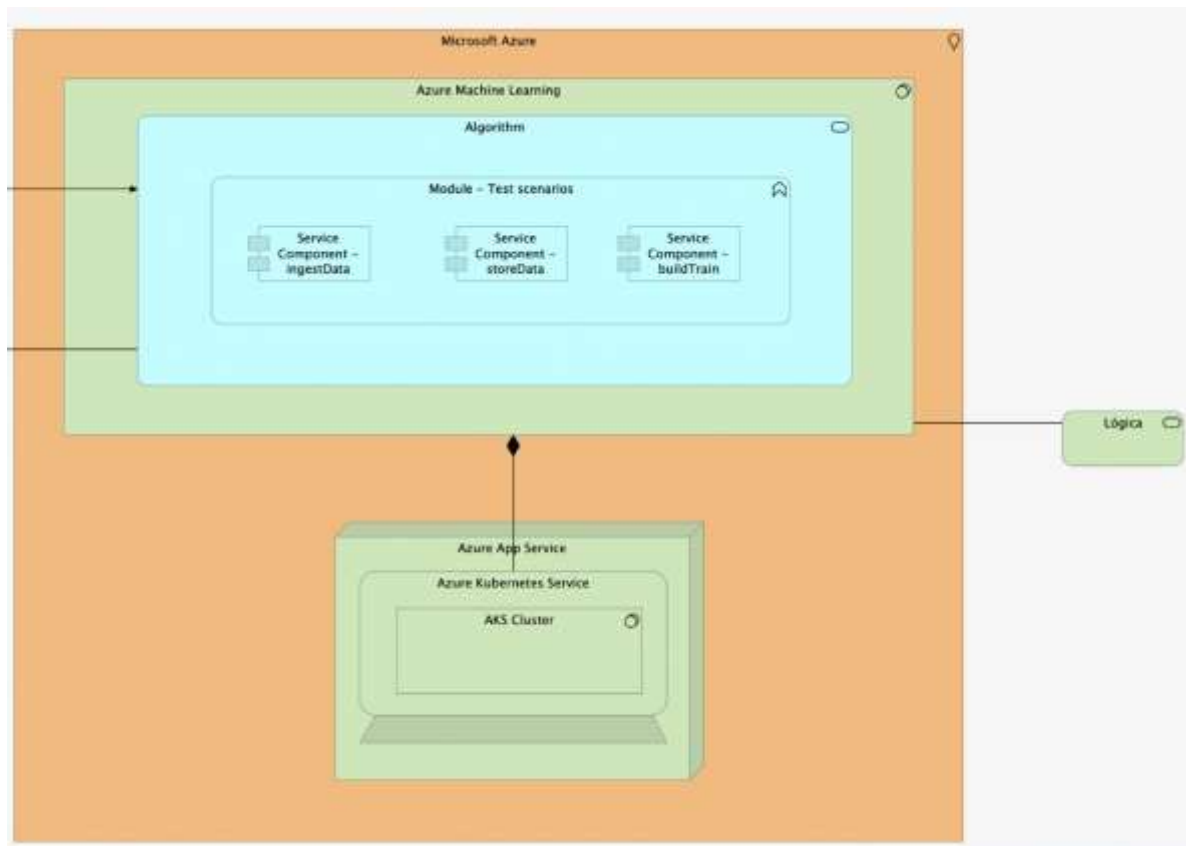 Microsoft Azure
Azure Machine Learning
Algorithm
Module – Test scenarios
Service
Component –
ingestData
Service
Component –
storeData
Service
Component –
buildTrain
Lógica
Azure App Service
Azure Kubernetes Service
AKS Cluster